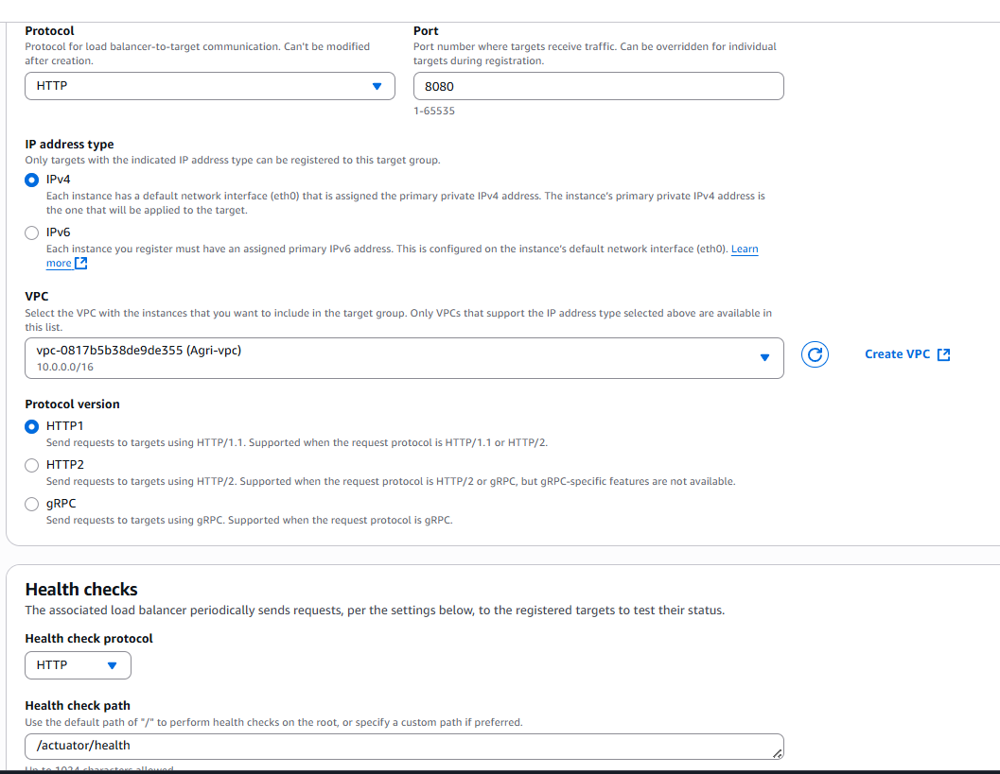 Protocol
Protocol for load balancer-to-target communication. Can't be modified
after creation.
HTTP
Port
Port number where targets receive traffic. Can be overridden for individual
targets during registration.
8080
1-65535
IP address type
Only targets with the indicated IP address type can be registered to this target group.
IPv4
Each instance has a default network interface (eth0) that is assigned the primary private IPv4 address. The instance's primary private IPv4 address is
the one that will be applied to the target.
IPv6
Each instance you register must have an assigned primary IPv6 address. This is configured on the instance's default network interface (eth0). Learn
more
VPC
Select the VPC with the instances that you want to include in the target group. Only VPCs that support the IP address type selected above are available in
this list.
vpc-0817b5b38de9de355 (Agri-vpc)
10.0.0.0/16
Create VPC
Protocol version
HTTP1
Send requests to targets using HTTP/1.1. Supported when the request protocol is HTTP/1.1 or HTTP/2.
HTTP2
Send requests to targets using HTTP/2. Supported when the request protocol is HTTP/2 or gRPC, but gRPC-specific features are not available.
gRPC
Send requests to targets using gRPC. Supported when the request protocol is gRPC.
Health checks
The associated load balancer periodically sends requests, per the settings below, to the registered targets to test their status.
Health check protocol
HTTP
Health check path
Use the default path of "/" to perform health checks on the root, or specify a custom path if preferred.
/actuator/health
Up to 1024 characters allowed.